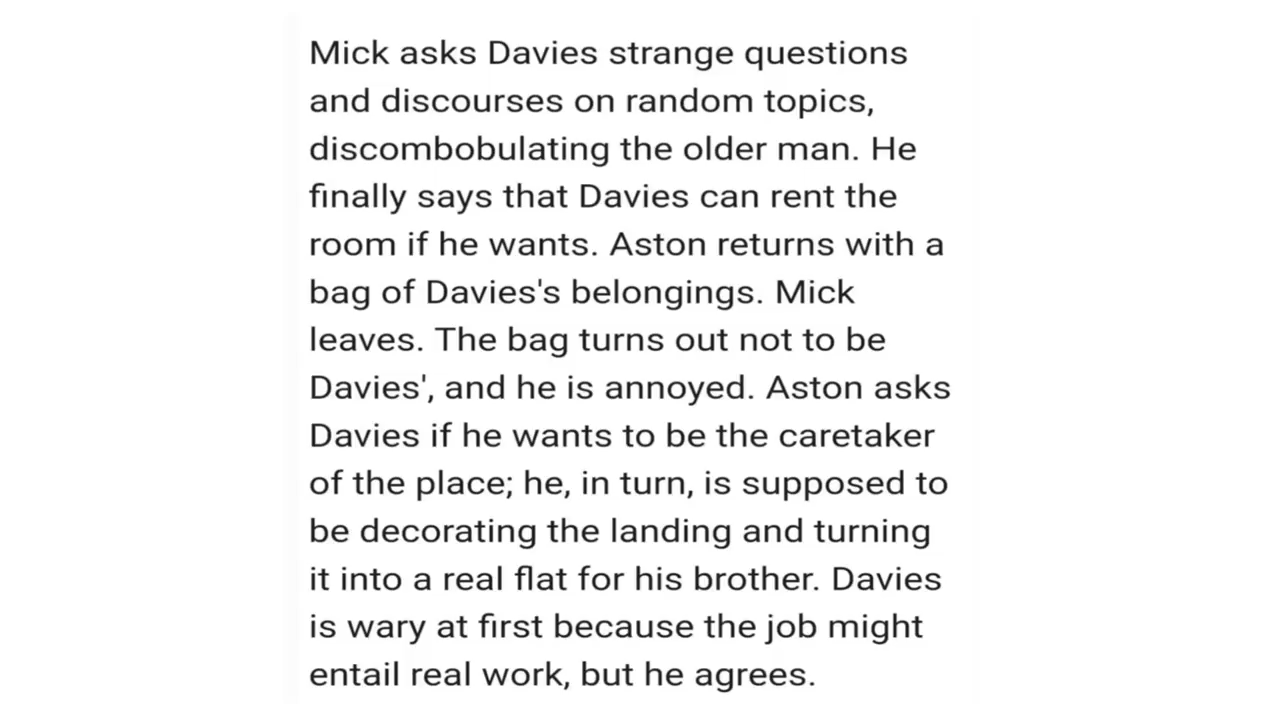 Mick asks Davies strange questions
and discourses on random topics,
discombobulating the older man. He
finally says that Davies can rent the
room if he wants. Aston returns with a
bag of Davies's belongings. Mick
leaves. The bag turns out not to be
Davies', and he is annoyed. Aston asks
Davies if he wants to be the caretaker
of the place; he, in turn, is supposed to
be decorating the landing and turning
it into a real flat for his brother. Davies
is wary at first because the job might
entail real work, but he agrees.